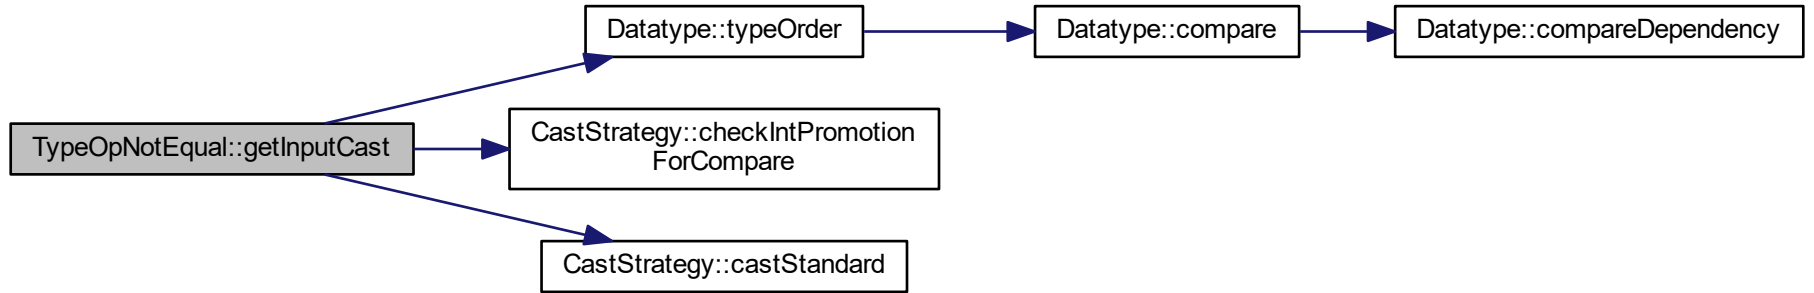 Datatype::typeOrder
Datatype::compare
Datatype::compareDependency
TypeOpNotEqual::getInputCast
CastStrategy::checkIntPromotion
ForCompare
CastStrategy::castStandard